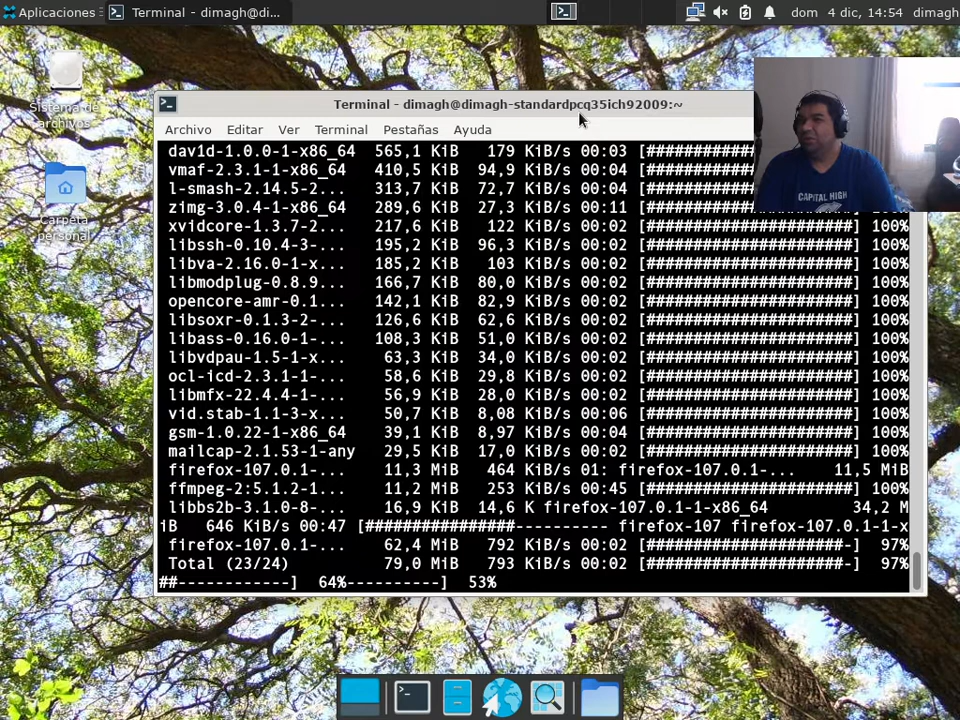 Aplicaciones
Terminal - dimagh@di...
dom 4 dic, 14:54
dimagh
Sistema de archivos
Carpeta personal
Terminal - dimagh@dimagh-standardpcq35ich92009:~
Archivo Editar Ver Terminal Pestañas Ayuda
dav1d-1.0.0-1-x86_64 565,1 KiB 179 KiB/s 00:03 [############
vmaf-2.3.1-1-x86_64 410,5 KiB 94,9 KiB/s 00:04 [############
l-smash-2.14.5-2... 313,7 KiB 72,7 KiB/s 00:04 [############
zimg-3.0.4-1-x86_64 289,6 KiB 27,3 KiB/s 00:11 [############
xvidcore-1.3.7-2... 217,6 KiB 122 KiB/s 00:02 [######################] 100%
libssh-0.10.4-3-... 195,2 KiB 96,3 KiB/s 00:02 [######################] 100%
libva-2.16.0-1-x... 185,2 KiB 103 KiB/s 00:02 [######################] 100%
libmodplug-0.8.9... 166,7 KiB 80,0 KiB/s 00:02 [######################] 100%
opencore-amr-0.1... 142,1 KiB 82,9 KiB/s 00:02 [######################] 100%
libsoxr-0.1.3-2-... 126,6 KiB 62,6 KiB/s 00:02 [######################] 100%
libass-0.16.0-1-... 108,3 KiB 51,0 KiB/s 00:02 [######################] 100%
libvdpau-1.5-1-x... 63,3 KiB 34,0 KiB/s 00:02 [######################] 100%
ocl-icd-2.3.1-1-... 58,6 KiB 29,8 KiB/s 00:02 [######################] 100%
libmfx-22.4.4-1-... 56,9 KiB 28,0 KiB/s 00:02 [######################] 100%
vid.stab-1.1-3-x... 50,7 KiB 8,08 KiB/s 00:06 [######################] 100%
gsm-1.0.22-1-x86_64 39,1 KiB 8,97 KiB/s 00:04 [######################] 100%
mailcap-2.1.53-1-any 29,5 KiB 17,0 KiB/s 00:02 [######################] 100%
firefox-107.0.1-... 11,3 MiB 464 KiB/s 01: firefox-107.0.1-... 11,5 MiB
ffmpeg-2:5.1.2-1... 11,2 MiB 253 KiB/s 00:45 [######################] 100%
libbs2b-3.1.0-8-... 16,9 KiB 14,6 K firefox-107.0.1-1-x86_64 34,2 M
iB 646 KiB/s 00:47 [################---------- firefox-107 firefox-107.0.1-1-x
firefox-107.0.1-... 62,4 MiB 792 KiB/s 00:02 [#####################-] 97%
Total (23/24) 79,0 MiB 793 KiB/s 00:02 [#####################-] 97%
##------------] 64%----------] 53%
CAPITAL HIGH